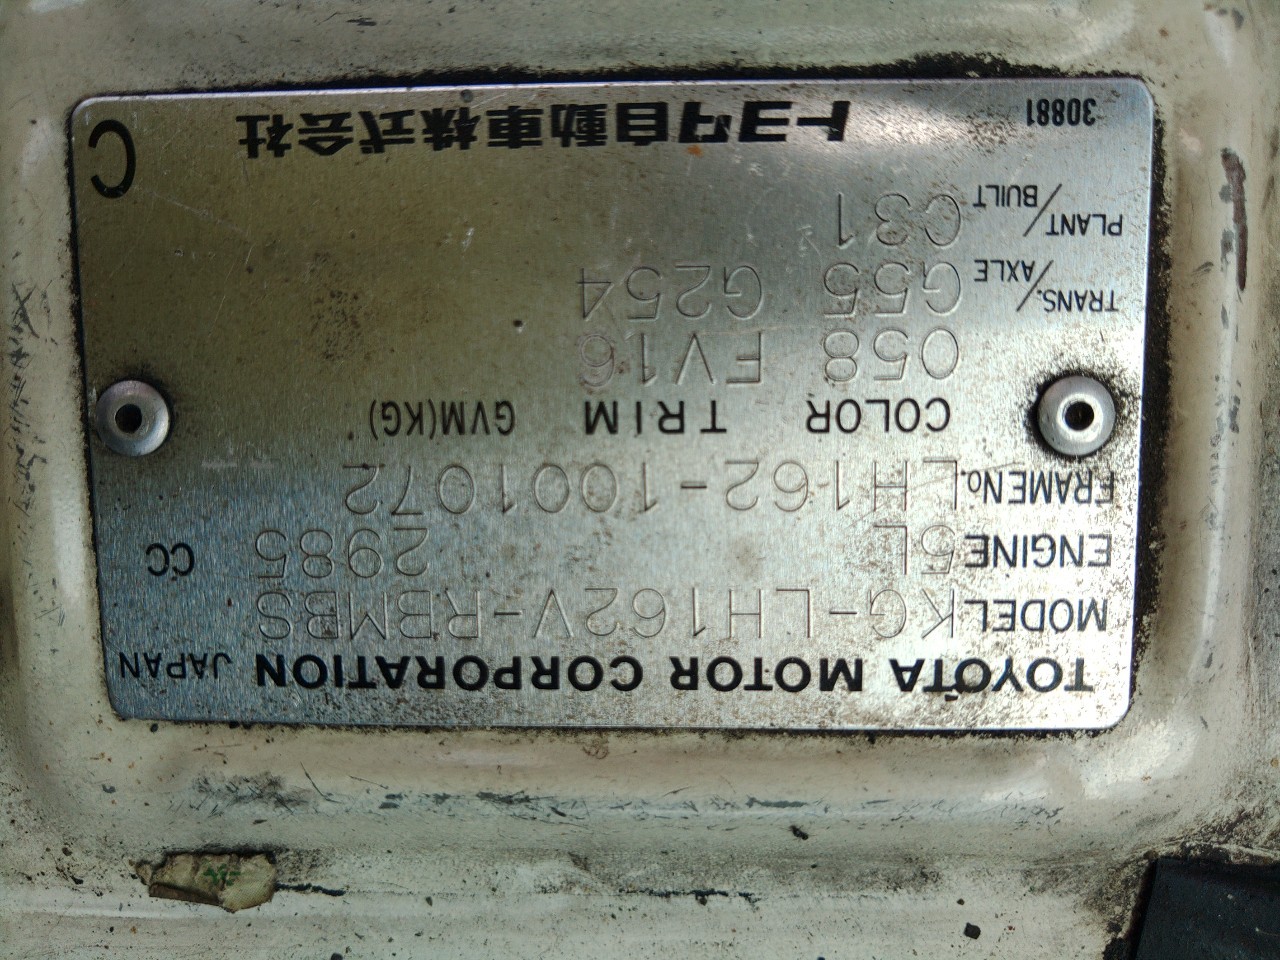 TOYOTA MOTOR CORPORATION JAPAN
MODEL KG-LH162V-RBMBS
ENGINE 5L 2985 CC
FRAME No. LH162-1001072
COLOR TRIM GVM(KG)
058 FV16
TRANS./AXLE G55 G254
PLANT/BUILT C31
30881 トヨタ自動車株式会社 C